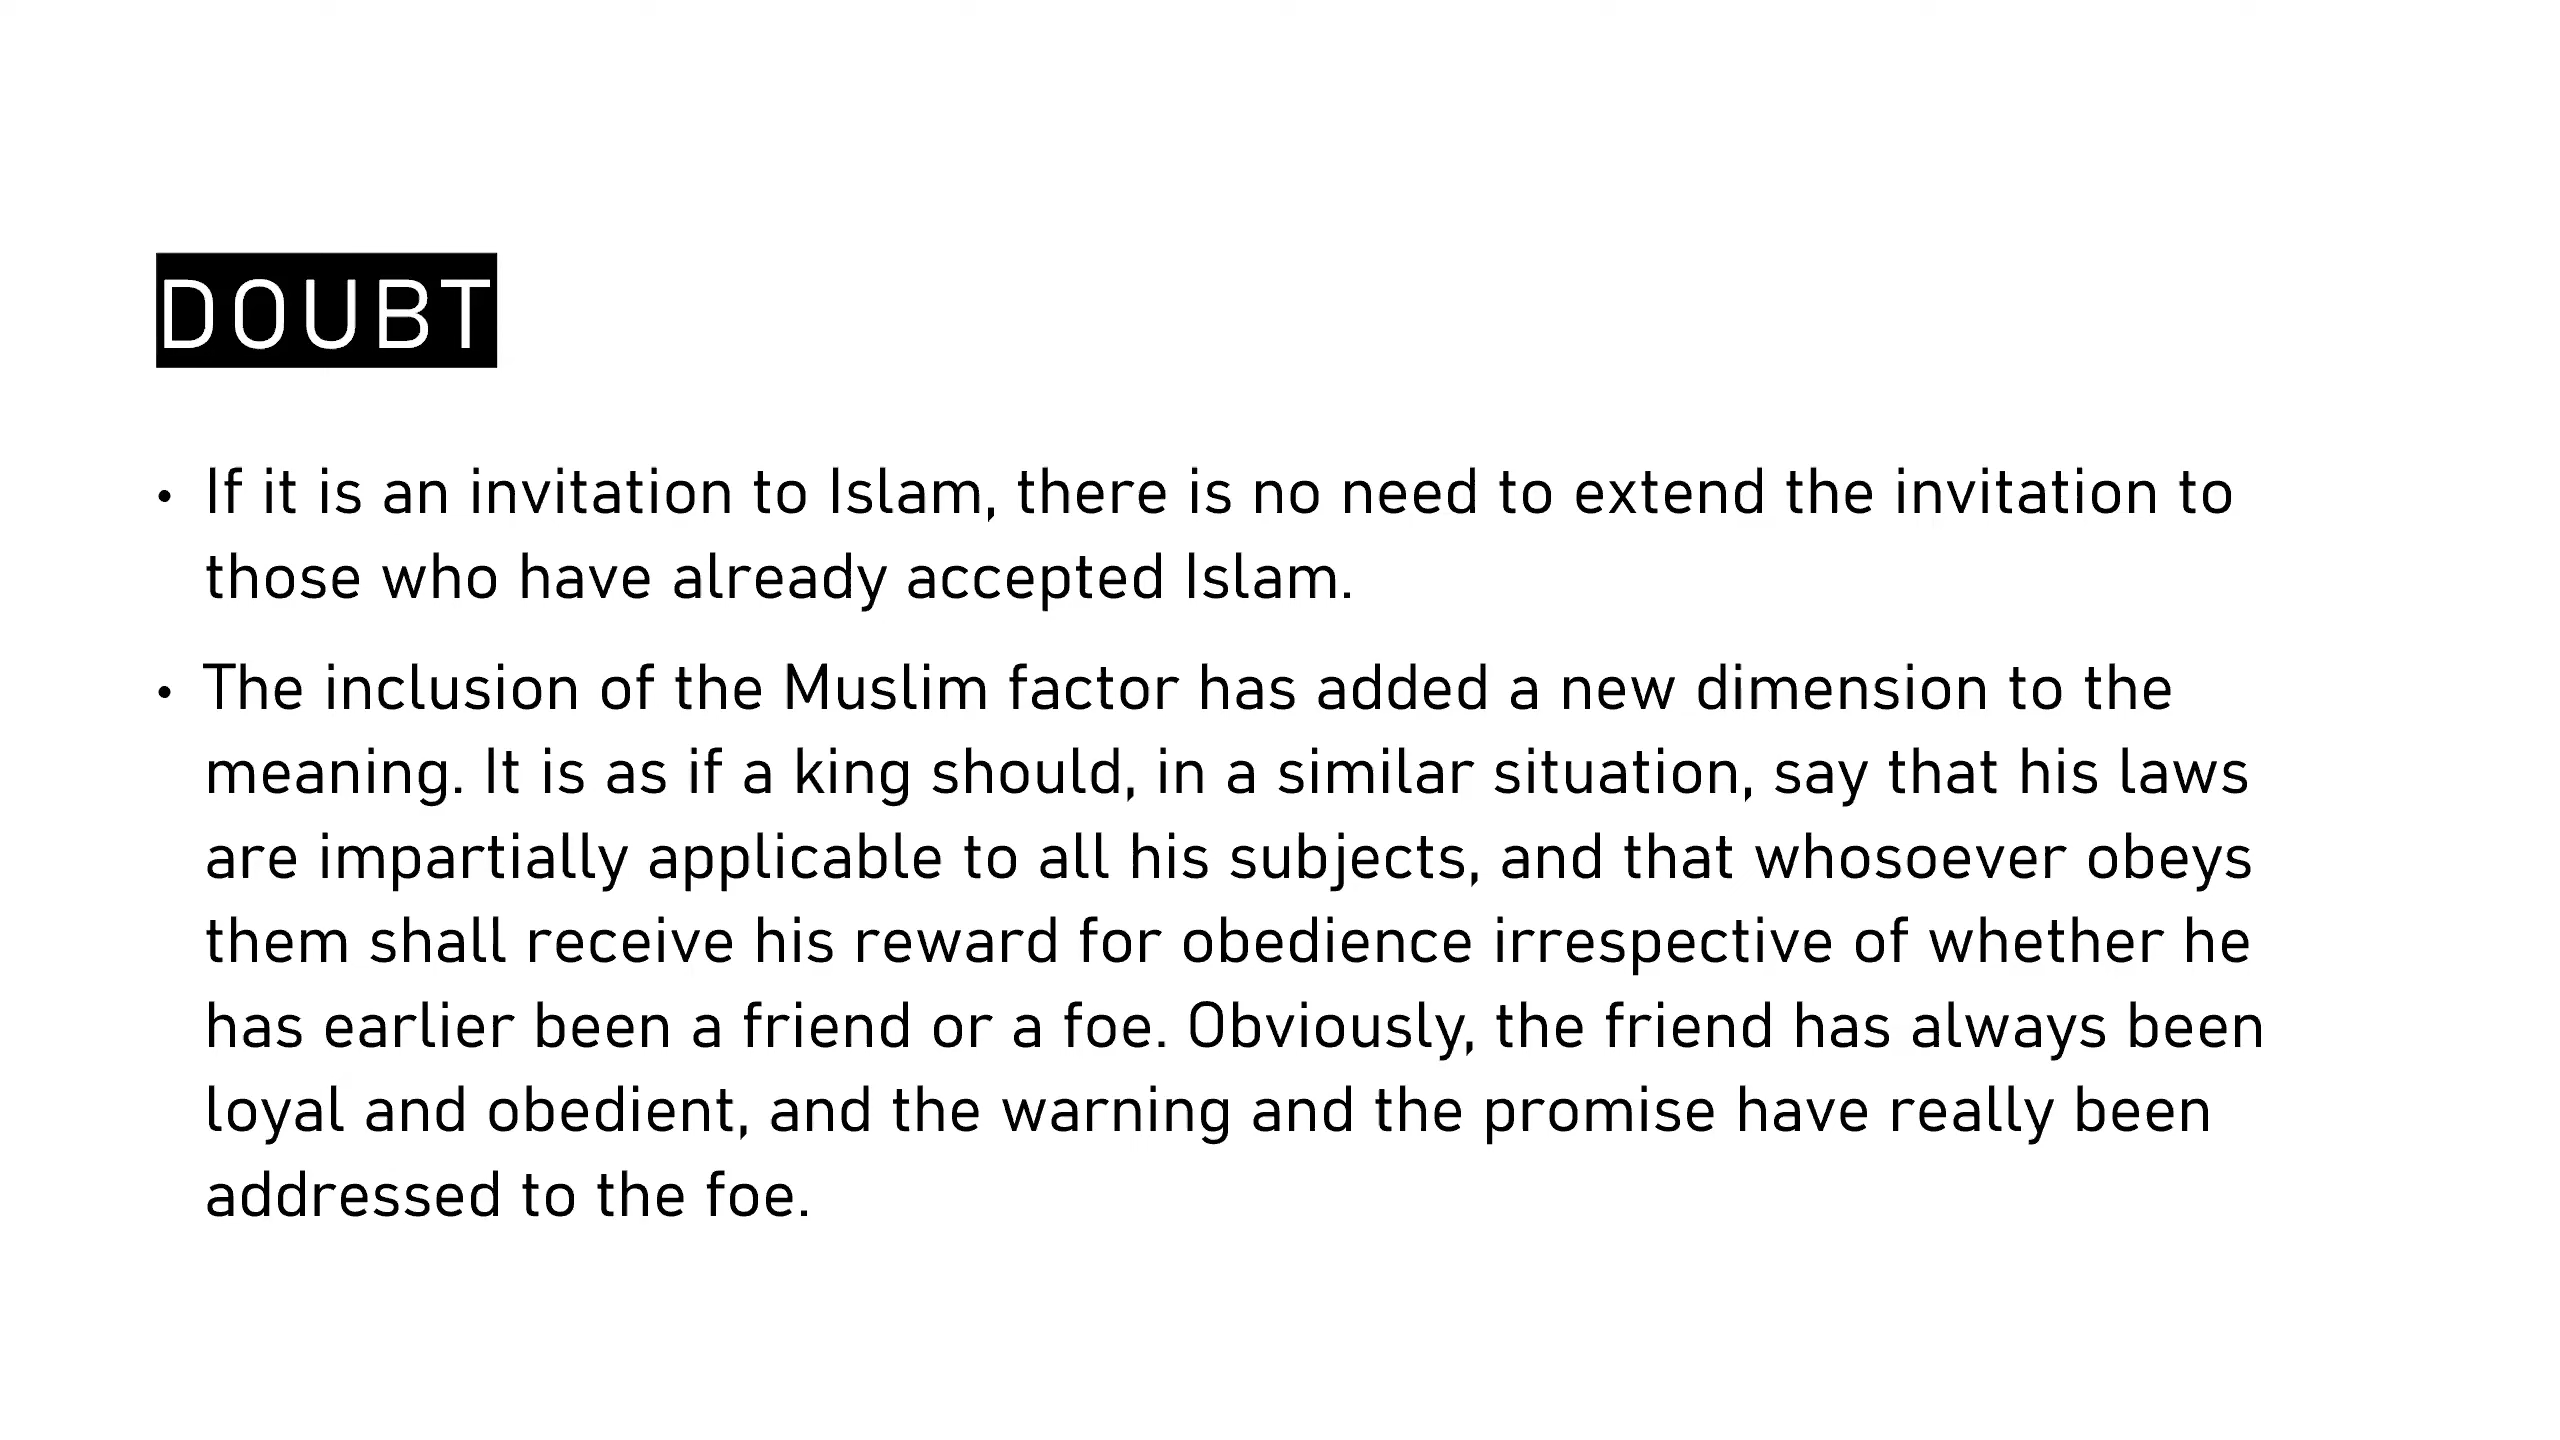 DOUBT
• If it is an invitation to Islam, there is no need to extend the invitation to
those who have already accepted Islam.
• The inclusion of the Muslim factor has added a new dimension to the
meaning. It is as if a king should, in a similar situation, say that his laws
are impartially applicable to all his subjects, and that whosoever obeys
them shall receive his reward for obedience irrespective of whether he
has earlier been a friend or a foe. Obviously, the friend has always been
loyal and obedient, and the warning and the promise have really been
addressed to the foe.